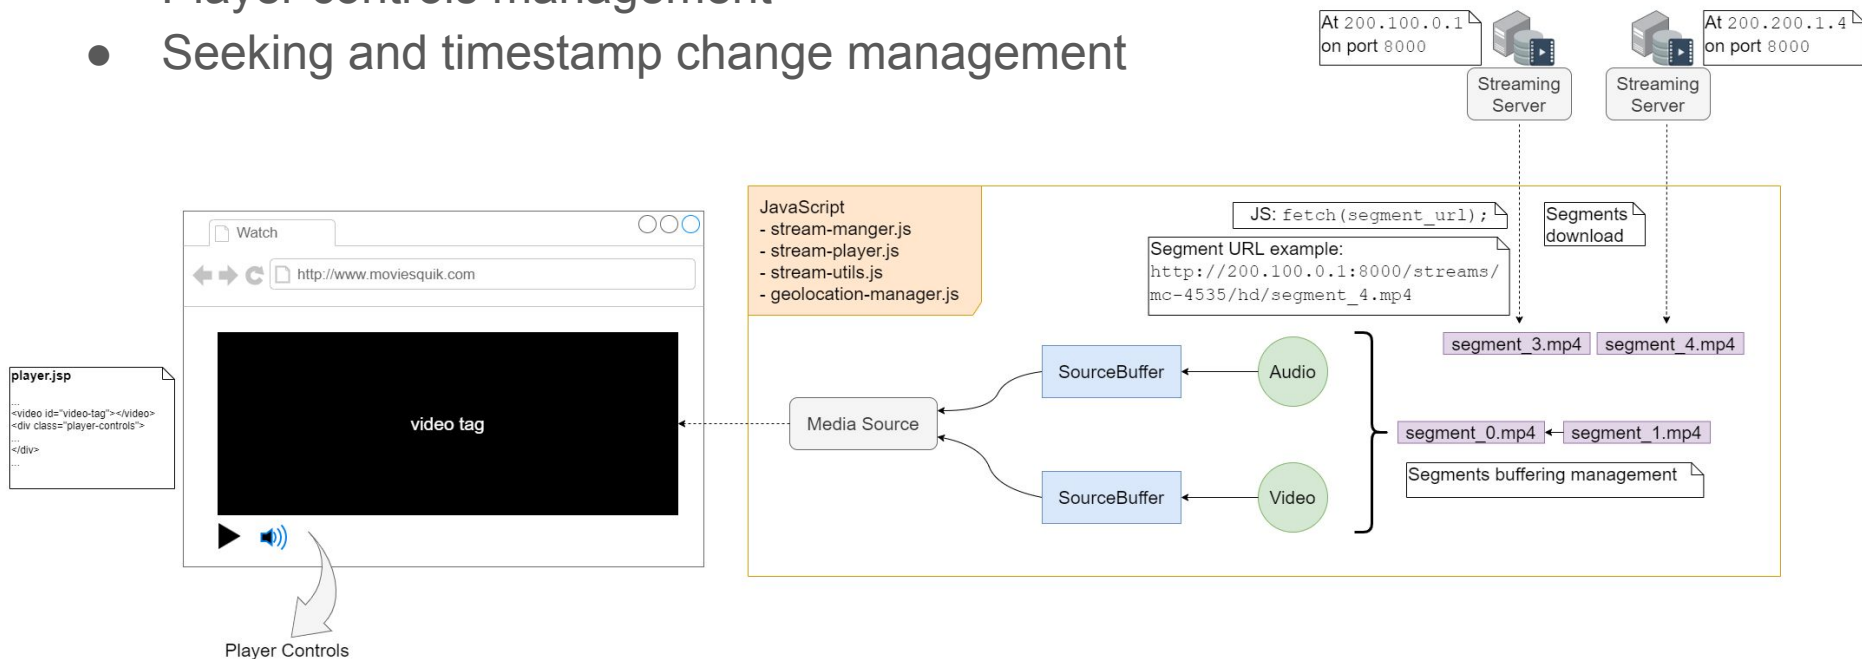 Player controls management
● Seeking and timestamp change management
At 200.100.0.1
on port 8000
At 200.200.1.4
on port 8000
Streaming
Server
Streaming
Server
JavaScript
- stream-manger.js
- stream-player.js
- stream-utils.js
- geolocation-manager.js
JS: fetch(segment_url);
Segments
download
Segment URL example:
http://200.100.0.1:8000/streams/
mc-4535/hd/segment_4.mp4
Watch
http://www.moviesquik.com
segment_3.mp4
segment_4.mp4
player.jsp
...
<video id="video-tag"></video>
<div class="player-controls">
...
</div>
...
video tag
Media Source
SourceBuffer
Audio
SourceBuffer
Video
segment_0.mp4
segment_1.mp4
Segments buffering management
Player Controls